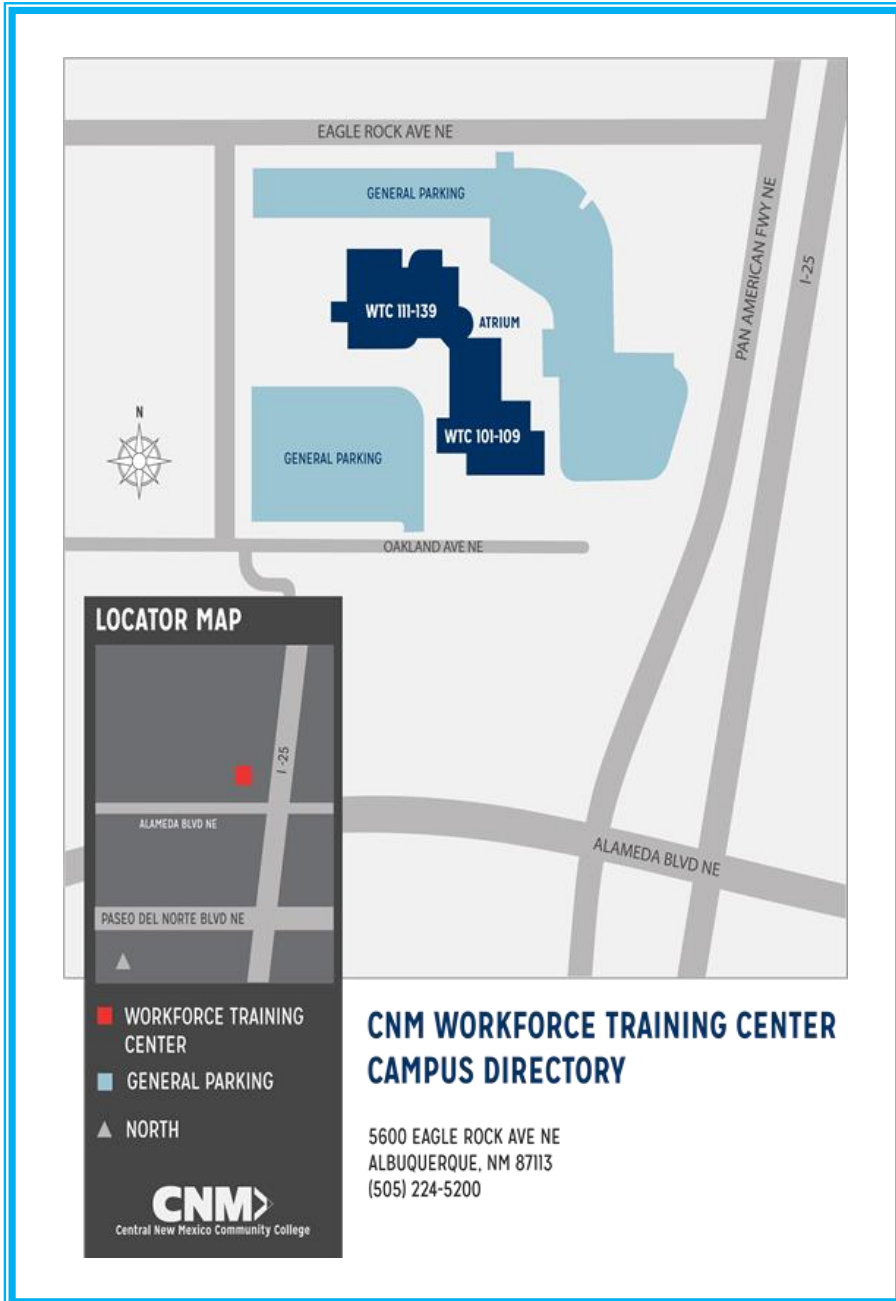 EAGLE ROCK AVE NE
GENERAL PARKING
PAN AMERICAN FWY NE
I-25
WTC 111-139
ATRIUM
WTC 101-109
N
GENERAL PARKING
OAKLAND AVE NE
LOCATOR MAP
I-25
ALAMEDA BLVD NE
PASEO DEL NORTE BLVD NE
ALAMEDA BLVD NE
WORKFORCE TRAINING
CENTER
GENERAL PARKING
NORTH
CNM
Central New Mexico Community College
CNM WORKFORCE TRAINING CENTER
CAMPUS DIRECTORY
5600 EAGLE ROCK AVE NE
ALBUQUERQUE, NM 87113
(505) 224-5200